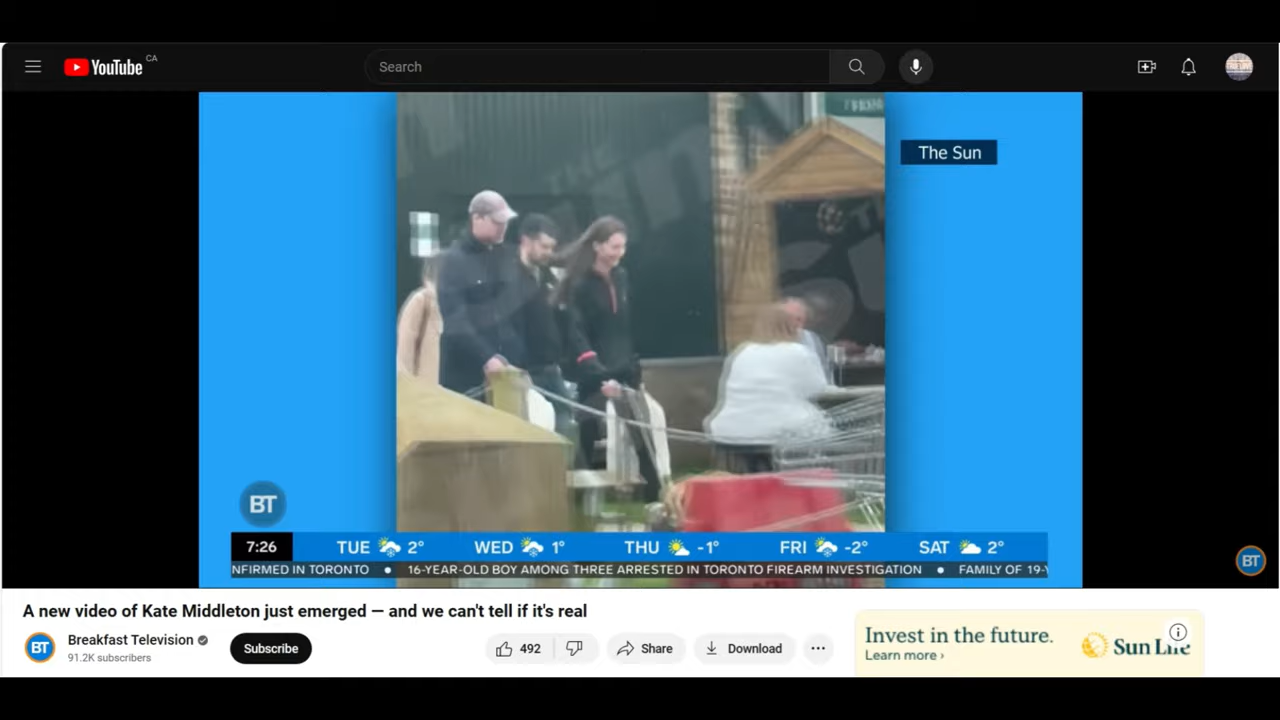 YouTube CA
Search
The Sun
BT
7:26 TUE 2° WED 1° THU -1° FRI -2° SAT 2°
NFIRMED IN TORONTO • 16-YEAR-OLD BOY AMONG THREE ARRESTED IN TORONTO FIREARM INVESTIGATION • FAMILY OF 19-Y
BT
A new video of Kate Middleton just emerged — and we can't tell if it's real
BT Breakfast Television
91.2K subscribers
Subscribe
492
Share
Download
Invest in the future.
Learn more ›
Sun Life